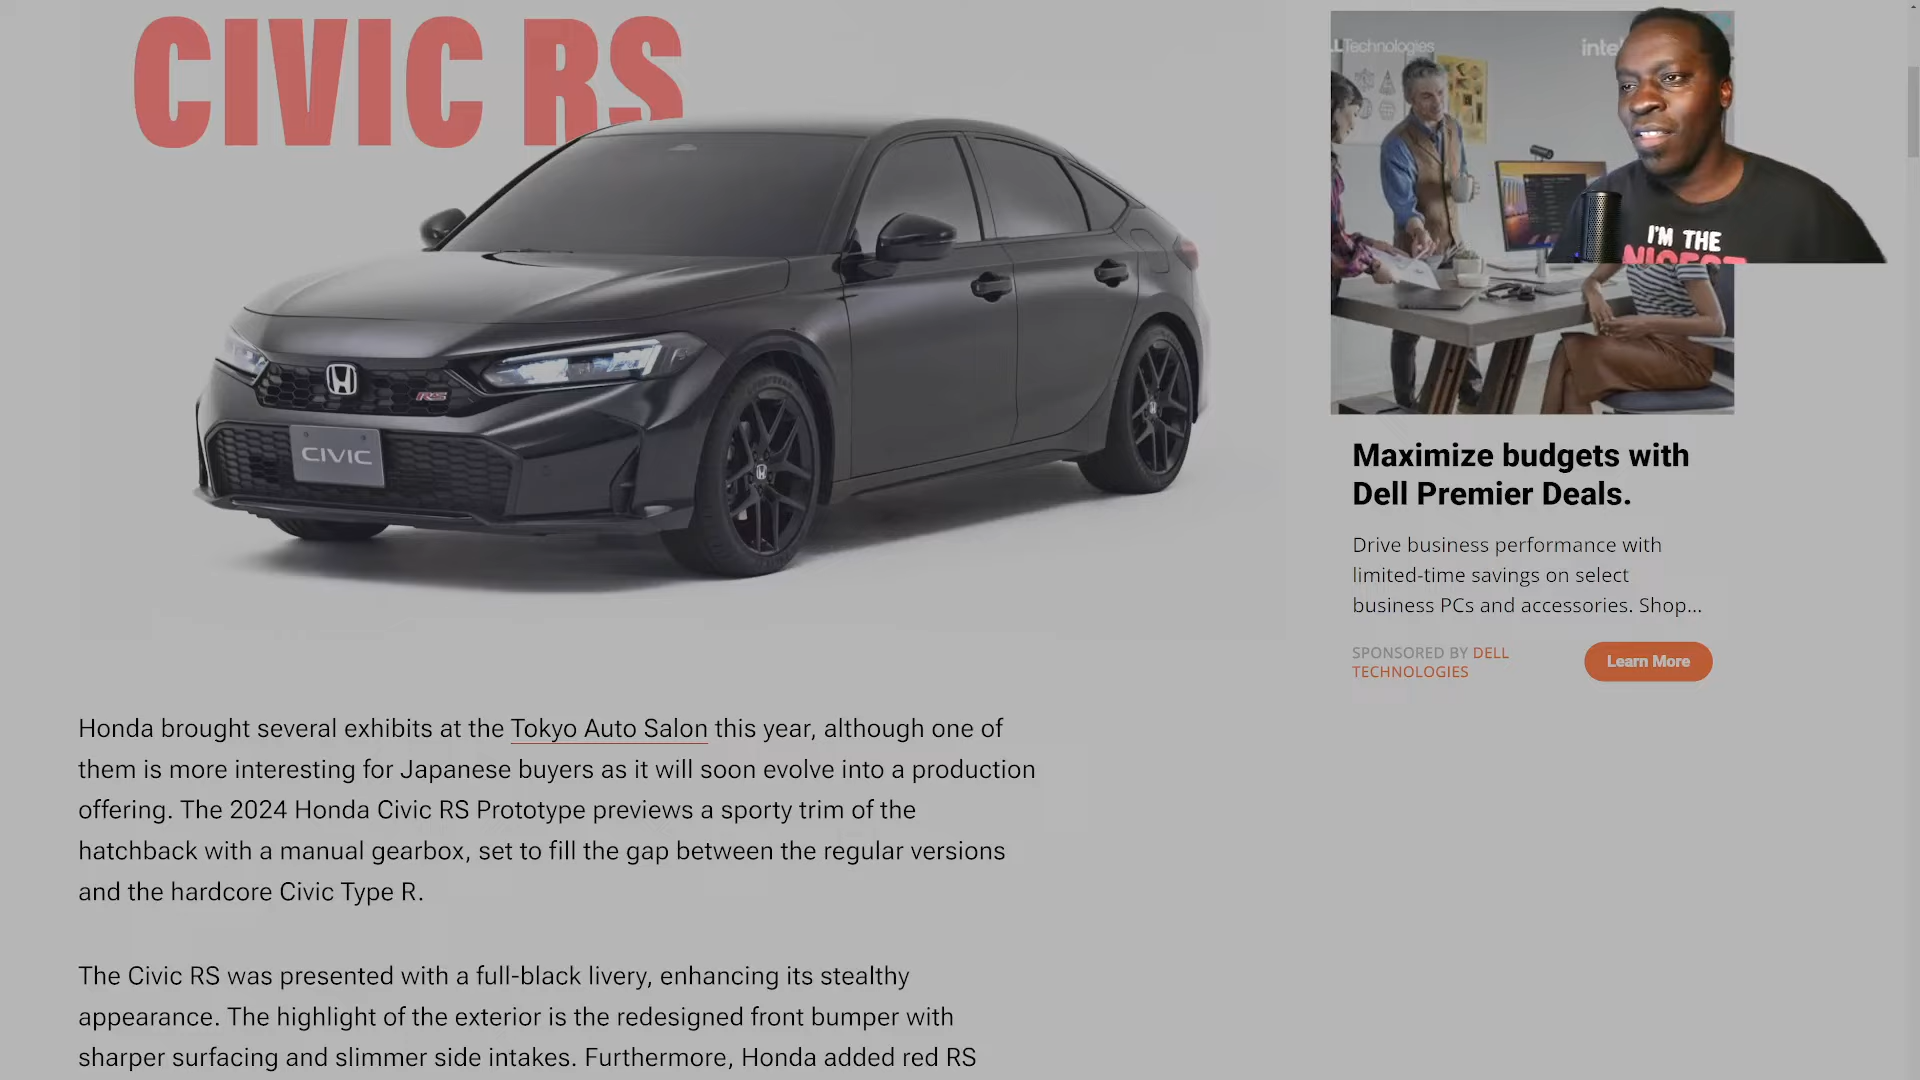 CIVIC RS
LLTechnologies
I'M THE
NICEST
RS
CIVIC
Maximize budgets with
Dell Premier Deals.
Drive business performance with
limited-time savings on select
business PCs and accessories. Shop...
SPONSORED BY DELL
TECHNOLOGIES
Learn More
Honda brought several exhibits at the Tokyo Auto Salon this year, although one of
them is more interesting for Japanese buyers as it will soon evolve into a production
offering. The 2024 Honda Civic RS Prototype previews a sporty trim of the
hatchback with a manual gearbox, set to fill the gap between the regular versions
and the hardcore Civic Type R.
The Civic RS was presented with a full-black livery, enhancing its stealthy
appearance. The highlight of the exterior is the redesigned front bumper with
sharper surfacing and slimmer side intakes. Furthermore, Honda added red RS